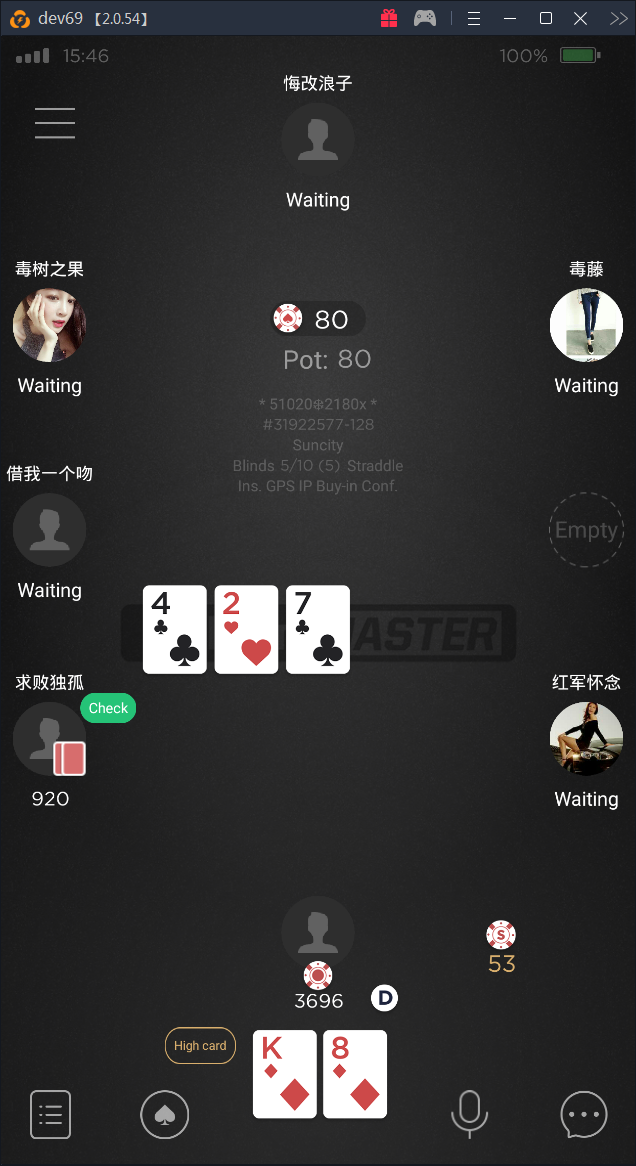 dev69 【2.0.54】
15:46
100%
悔改浪子
Waiting
毒树之果
毒藤
80
Waiting
Pot: 80
Waiting
* 51020❄2180x *
#31922577-128
Suncity
Blinds 5/10 (5) Straddle
Ins. GPS IP Buy-in Conf.
借我一个吻
Empty
Waiting
4
2
7
ASTER
求败独孤
红军怀念
Check
920
Waiting
S
53
3696
D
High card
K
8